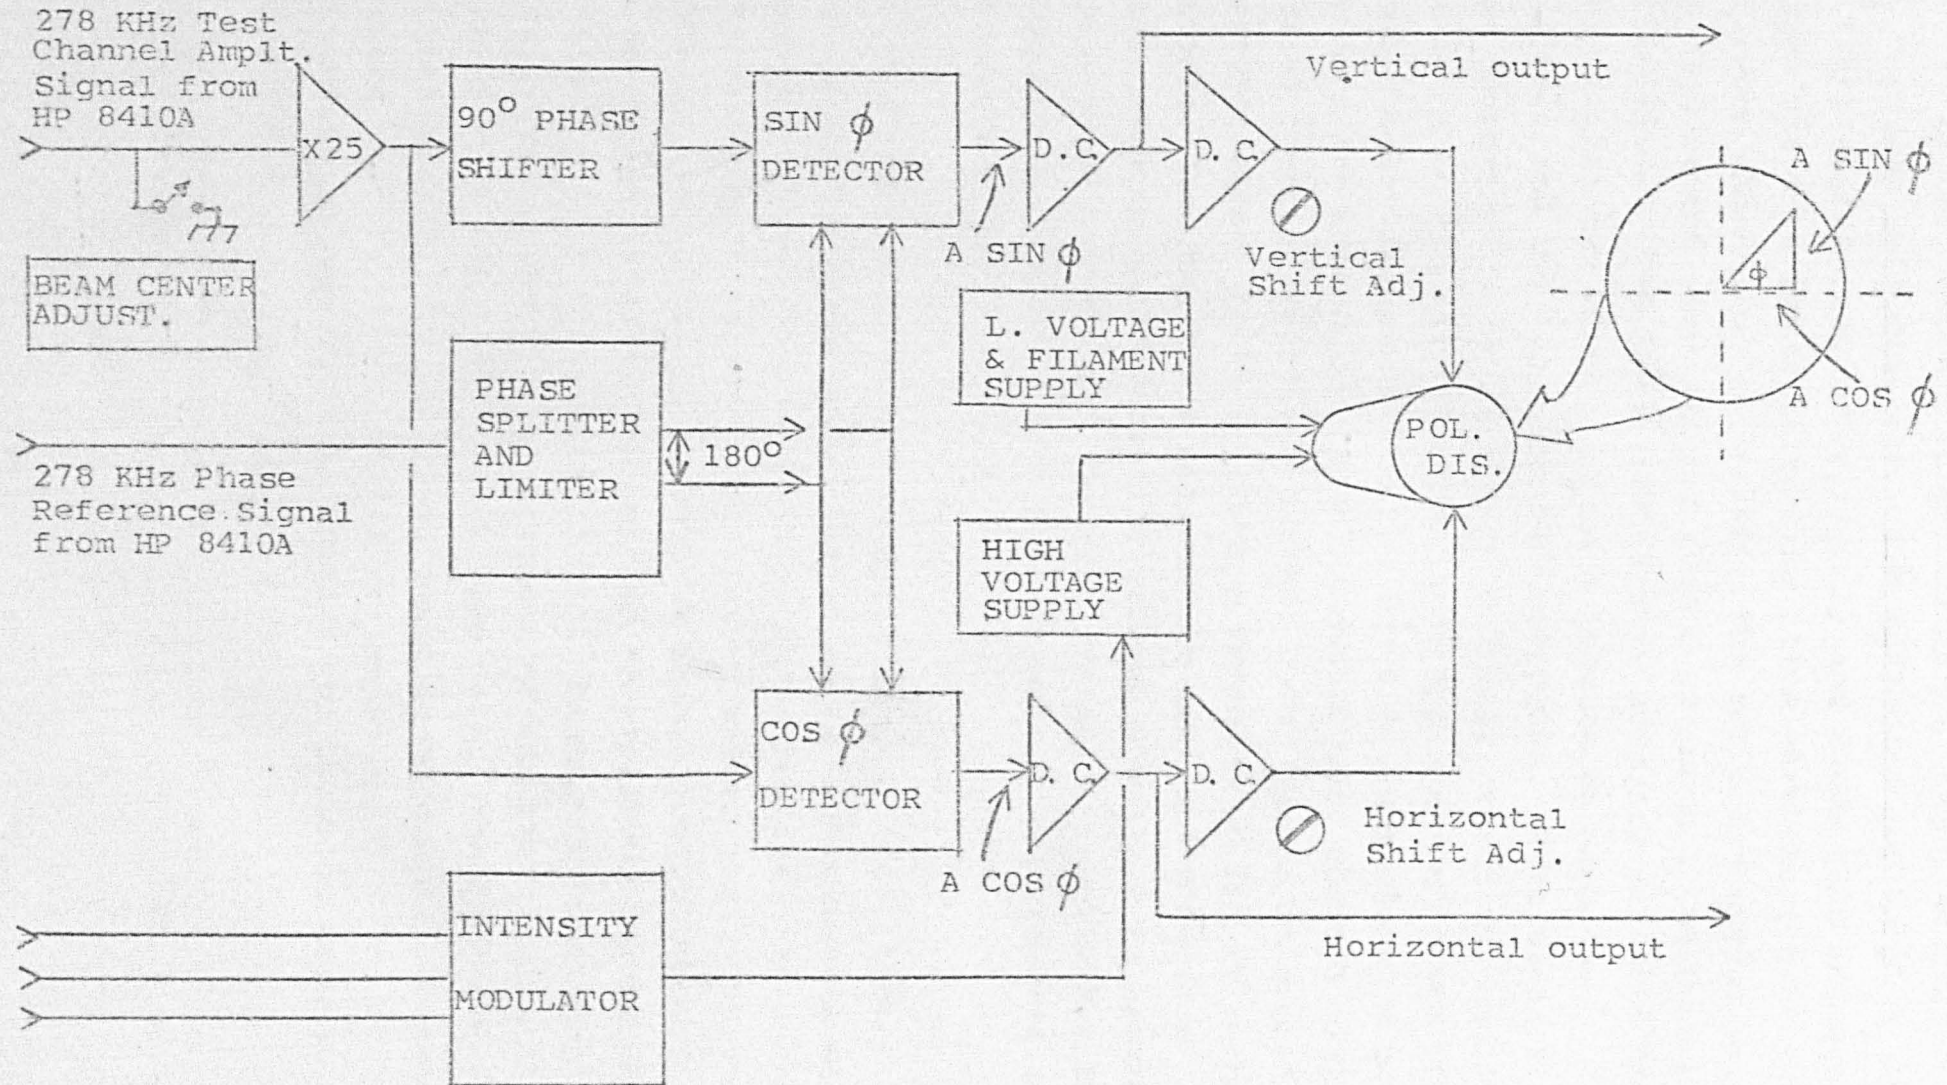 278 KHz Test
Channel Amplt.
Signal from
HP 8410A
X25
90° PHASE
SHIFTER
SIN ϕ
DETECTOR
D.C.
D. C.
Vertical output
A SIN ϕ
Vertical
Shift Adj.
A SIN ϕ
ϕ
A COS ϕ
BEAM CENTER
ADJUST.
L. VOLTAGE
& FILAMENT
SUPPLY
PHASE
SPLITTER
AND
LIMITER
180°
POL.
DIS.
278 KHz Phase
Reference Signal
from HP 8410A
HIGH
VOLTAGE
SUPPLY
COS ϕ
DETECTOR
D. C.
D. C.
A COS ϕ
Horizontal
Shift Adj.
Horizontal output
INTENSITY
MODULATOR